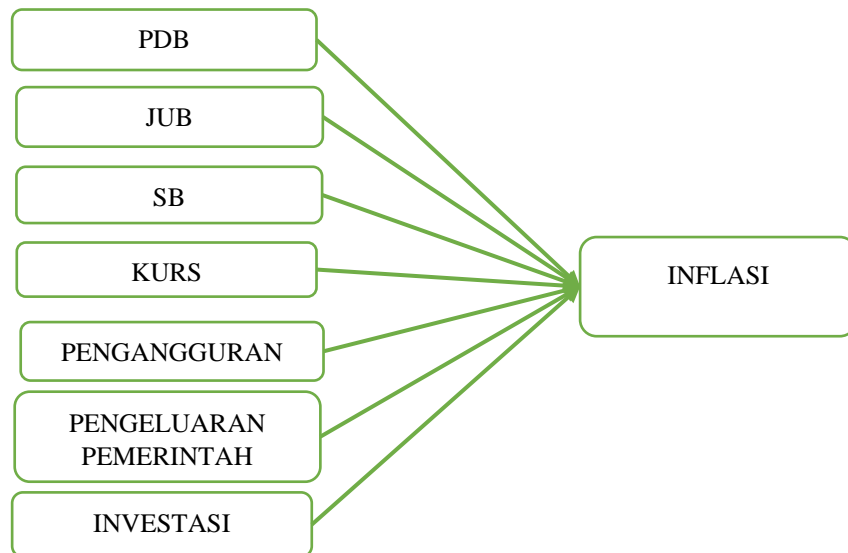 PDB
JUB
SB
KURS
PENGANGGURAN
PENGELUARAN
PEMERINTAH
INVESTASI
INFLASI